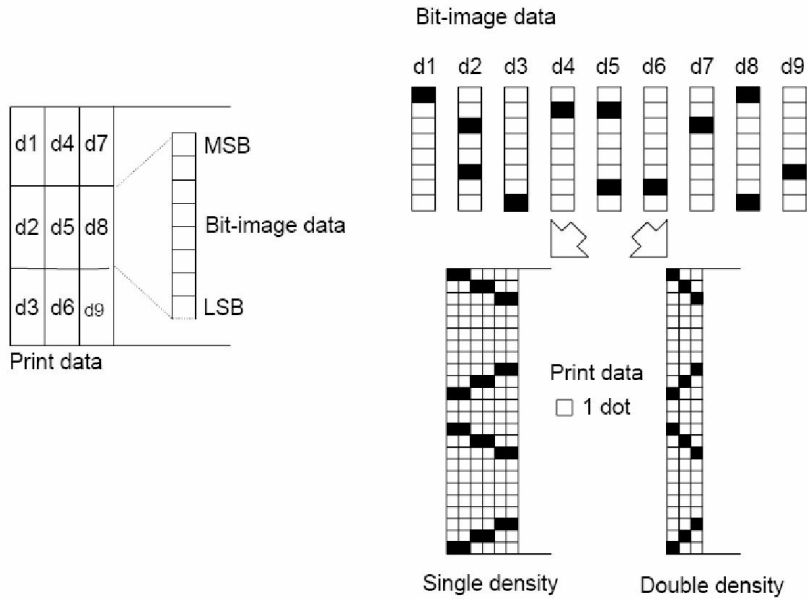 Bit-image data
d1 d2 d3 d4 d5 d6 d7 d8 d9
d1 d4 d7
d2 d5 d8
d3 d6 d9
MSB
Bit-image data
LSB
Print data
Print data
1 dot
Single density
Double density